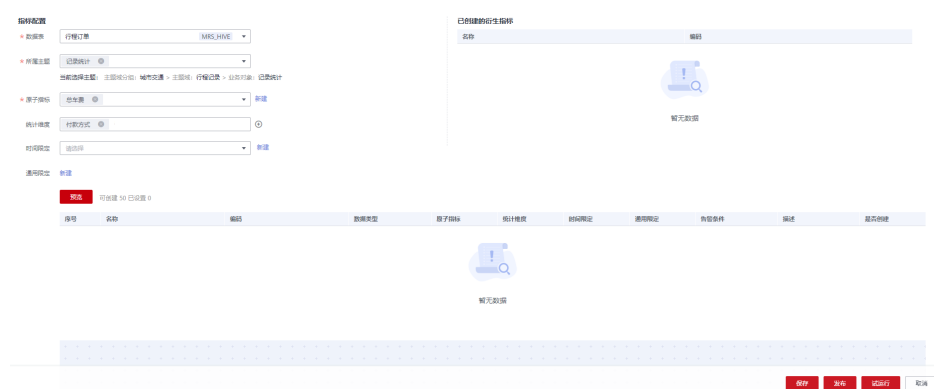 指标配置
已创建的衍生指标
* 数据表 行程订单 MRS_HIVE
名称 编码
* 所属主题 记录统计
当前选择主题: 主题域分组: 城市交通 > 主题域: 行程记录 > 业务对象: 记录统计
* 原子指标 总车费 新建
暂无数据
统计维度 付款方式
时间限定 请选择 新建
通用限定 新建
预览 可创建 50 已设置 0
序号 名称 编码 数据类型 原子指标 统计维度 时间限定 通用限定 告警条件 描述 是否创建
暂无数据
保存 发布 试运行 取消